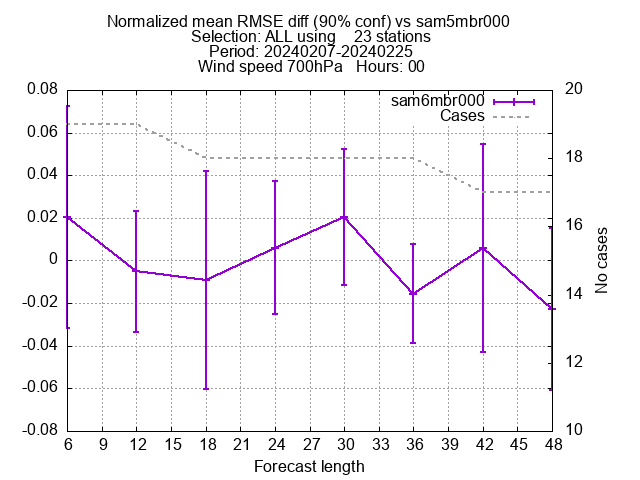 Normalized mean RMSE diff (90% conf) vs sam5mbr000
Selection: ALL using    23 stations
Period: 20240207-20240225
Wind speed 700hPa   Hours: 00
sam6mbr000
Cases
0.08
0.06
0.04
0.02
0
-0.02
-0.04
-0.06
-0.08
20
18
16
14
12
10
No cases
6 9 12 15 18 21 24 27 30 33 36 39 42 45 48
Forecast length